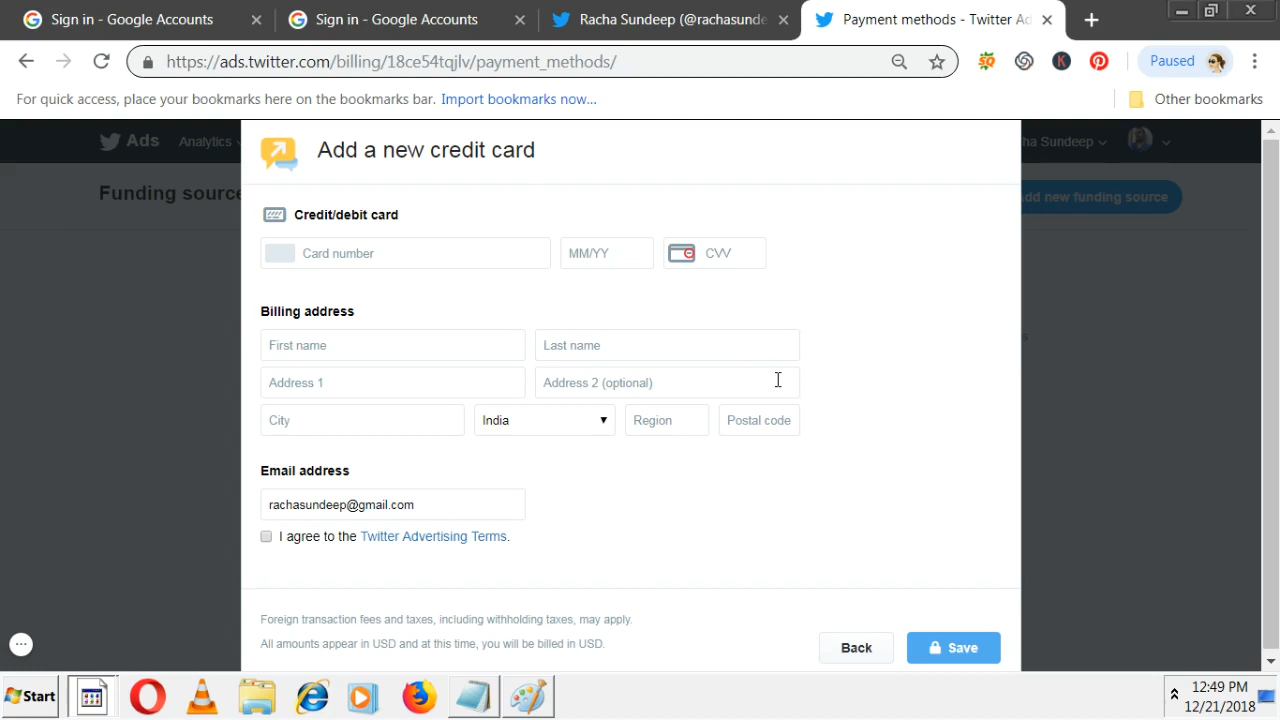 Sign in - Google Accounts
Sign in - Google Accounts
Racha Sundeep (@rachasunde
Payment methods - Twitter Ad
https://ads.twitter.com/billing/18ce54tqjlv/payment_methods/
Paused
For quick access, place your bookmarks here on the bookmarks bar. Import bookmarks now...
Other bookmarks
Ads
Analytics
ha Sundeep
Add a new credit card
Funding source
dd new funding source
Credit/debit card
Card number
MM/YY
CVV
Billing address
First name
Last name
Address 1
Address 2 (optional)
City
India
Region
Postal code
Email address
rachasundeep@gmail.com
I agree to the Twitter Advertising Terms.
Foreign transaction fees and taxes, including withholding taxes, may apply.
All amounts appear in USD and at this time, you will be billed in USD.
Back
Save
Start
12:49 PM
12/21/2018